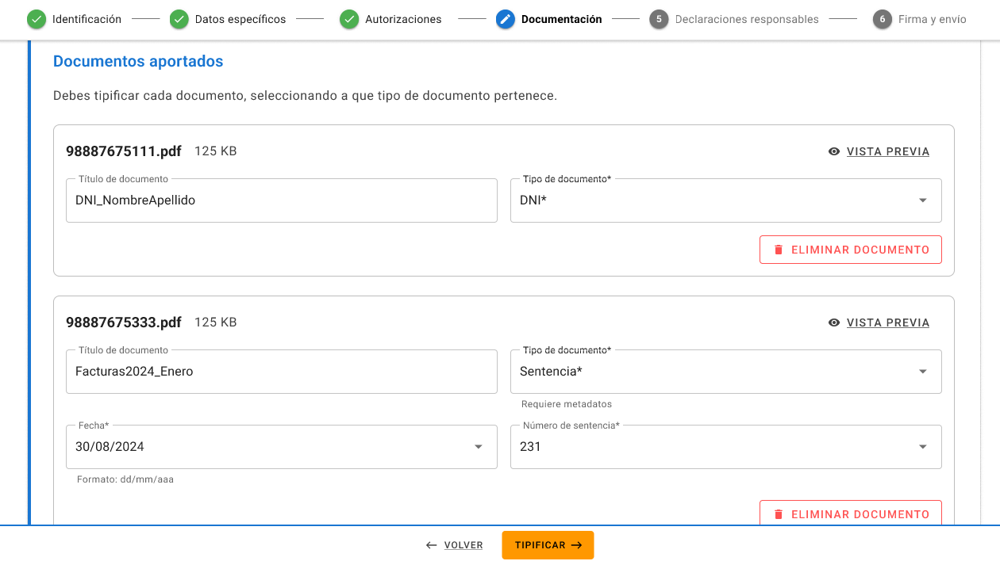 Identificación Datos específicos Autorizaciones Documentación 5 Declaraciones responsables 6 Firma y envío
Documentos aportados
Debes tipificar cada documento, seleccionando a que tipo de documento pertenece.
98887675111.pdf 125 KB VISTA PREVIA
Título de documento Tipo de documento*
DNI_NombreApellido DNI*
ELIMINAR DOCUMENTO
98887675333.pdf 125 KB VISTA PREVIA
Título de documento Tipo de documento*
Facturas2024_Enero Sentencia*
Requiere metadatos
Fecha* Número de sentencia*
30/08/2024 231
Formato: dd/mm/aaa
ELIMINAR DOCUMENTO
VOLVER TIPIFICAR